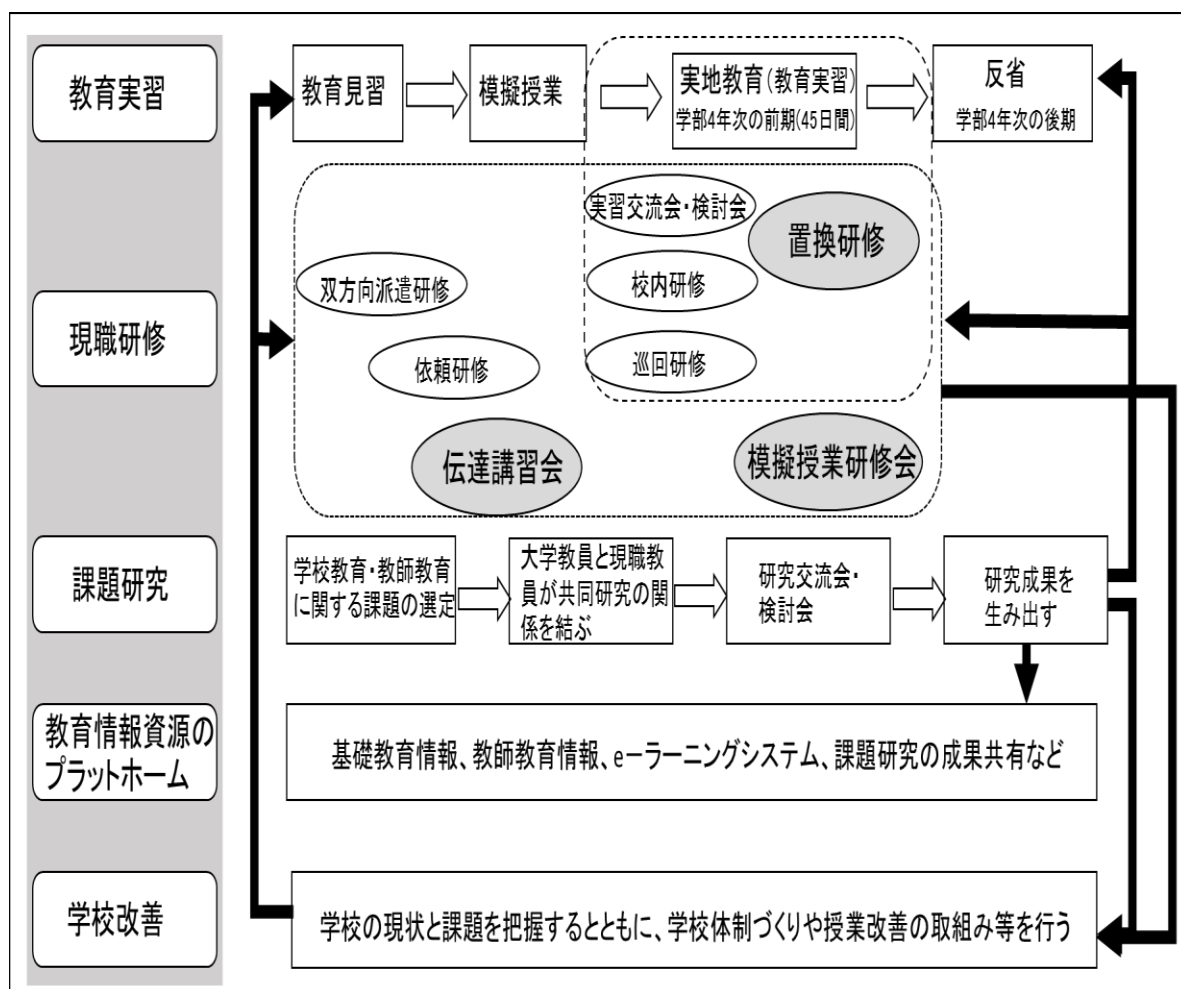 教育実習
教育見習
模擬授業
実地教育(教育実習)
学部4年次の前期(45日間)
反省
学部4年次の後期
現職研修
実習交流会・検討会
置換研修
双方向派遣研修
校内研修
依頼研修
巡回研修
伝達講習会
模擬授業研修会
課題研究
学校教育・教師教育
に関する課題の選定
大学教員と現職教
員が共同研究の関
係を結ぶ
研究交流会・
検討会
研究成果を
生み出す
教育情報資源の
プラットホーム
基礎教育情報、教師教育情報、eーラーニングシステム、課題研究の成果共有など
学校改善
学校の現状と課題を把握するとともに、学校体制づくりや授業改善の取組み等を行う